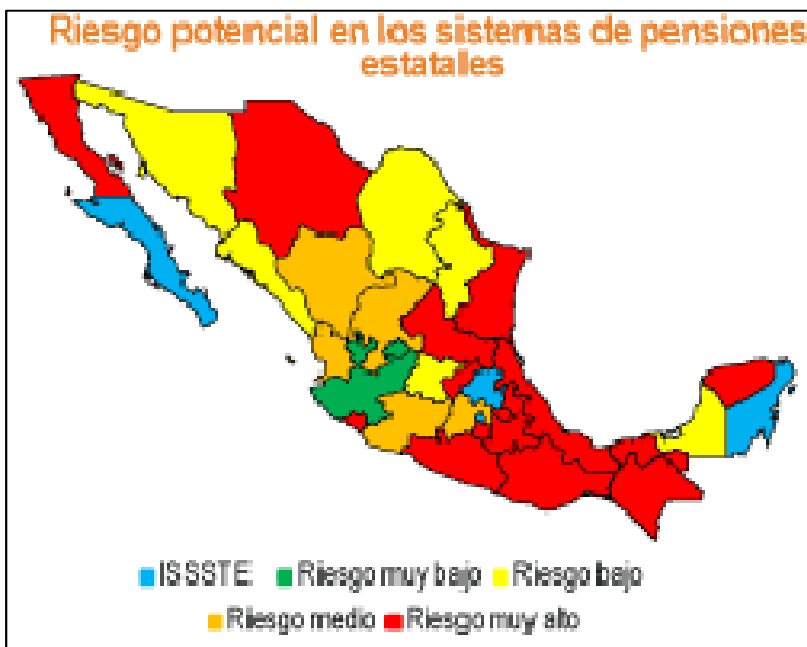 Riesgo potencial en los sistemas de pensiones
estatales
ISSSTE Riesgo muy bajo Riesgo bajo
Riesgo medio Riesgo muy alto